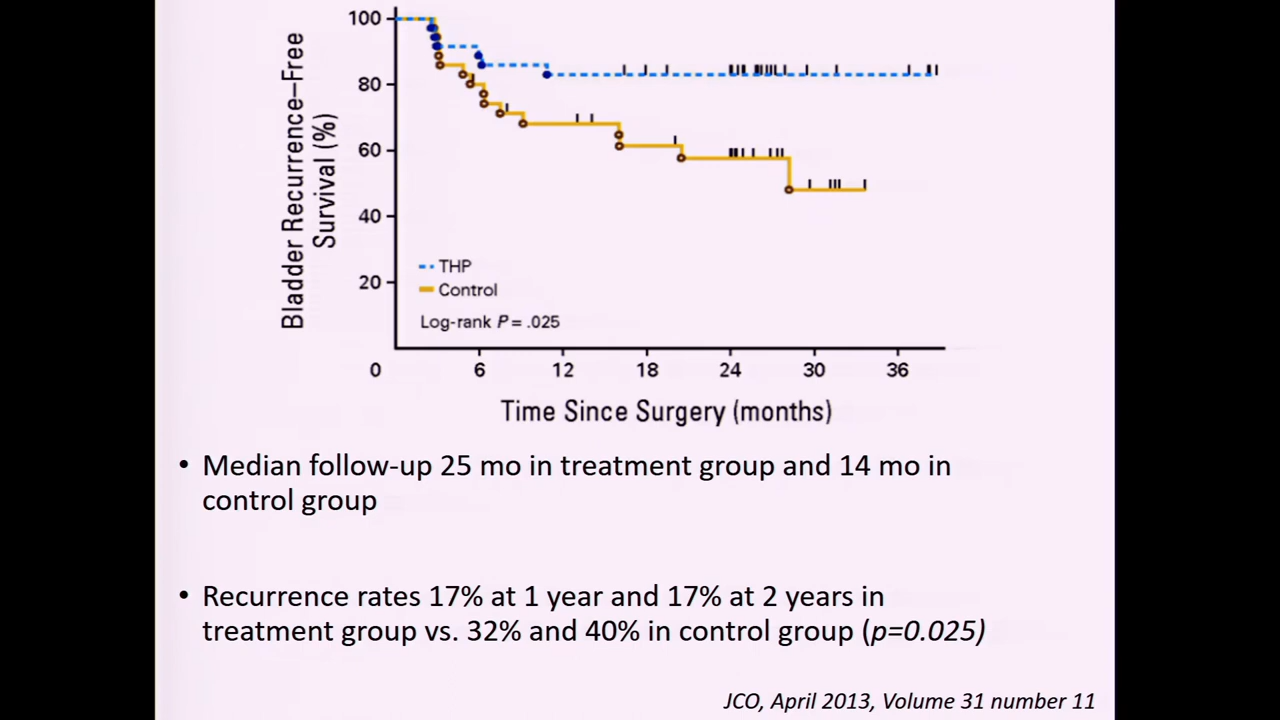 100
80
60
40
20
Bladder Recurrence–Free
Survival (%)
THP
Control
Log-rank P = .025
0 6 12 18 24 30 36
Time Since Surgery (months)
• Median follow-up 25 mo in treatment group and 14 mo in
control group
• Recurrence rates 17% at 1 year and 17% at 2 years in
treatment group vs. 32% and 40% in control group (p=0.025)
JCO, April 2013, Volume 31 number 11